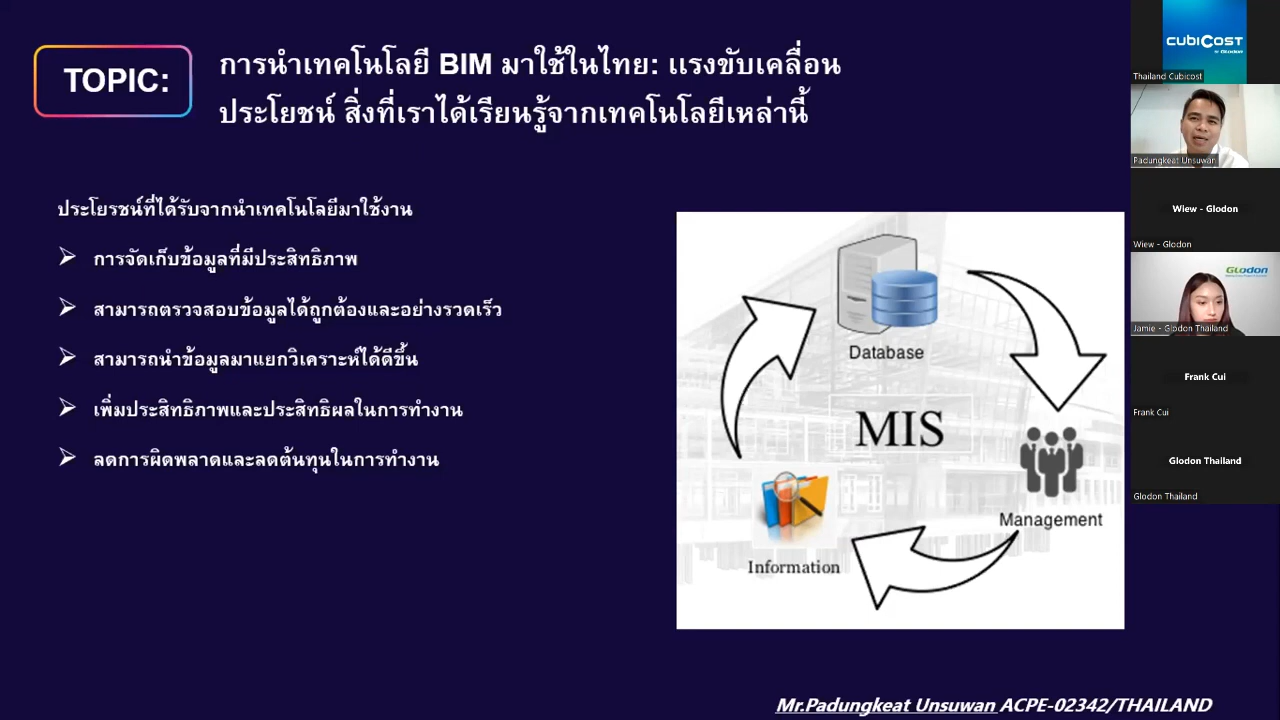 TOPIC:
การนำเทคโนโลยี BIM มาใช้ในไทย: แรงขับเคลื่อน
ประโยชน์ สิ่งที่เราได้เรียนรู้จากเทคโนโลยีเหล่านี้
ประโยรชน์ที่ได้รับจากนำเทคโนโลยีมาใช้งาน
การจัดเก็บข้อมูลที่มีประสิทธิภาพ
สามารถตรวจสอบข้อมูลได้ถูกต้องและอย่างรวดเร็ว
สามารถนำข้อมูลมาแยกวิเคราะห์ได้ดีขึ้น
เพิ่มประสิทธิภาพและประสิทธิผลในการทำงาน
ลดการผิดพลาดและลดต้นทุนในการทำงาน
Database
MIS
Management
Information
Mr.Padungkeat Unsuwan ACPE-02342/THAILAND
CUBICOST
by Glodon
Thailand Cubicost
Padungkeat Unsuwan
Wiew - Glodon
Wiew - Glodon
GLODON
Jamie - Glodon Thailand
Frank Cui
Frank Cui
Glodon Thailand
Glodon Thailand